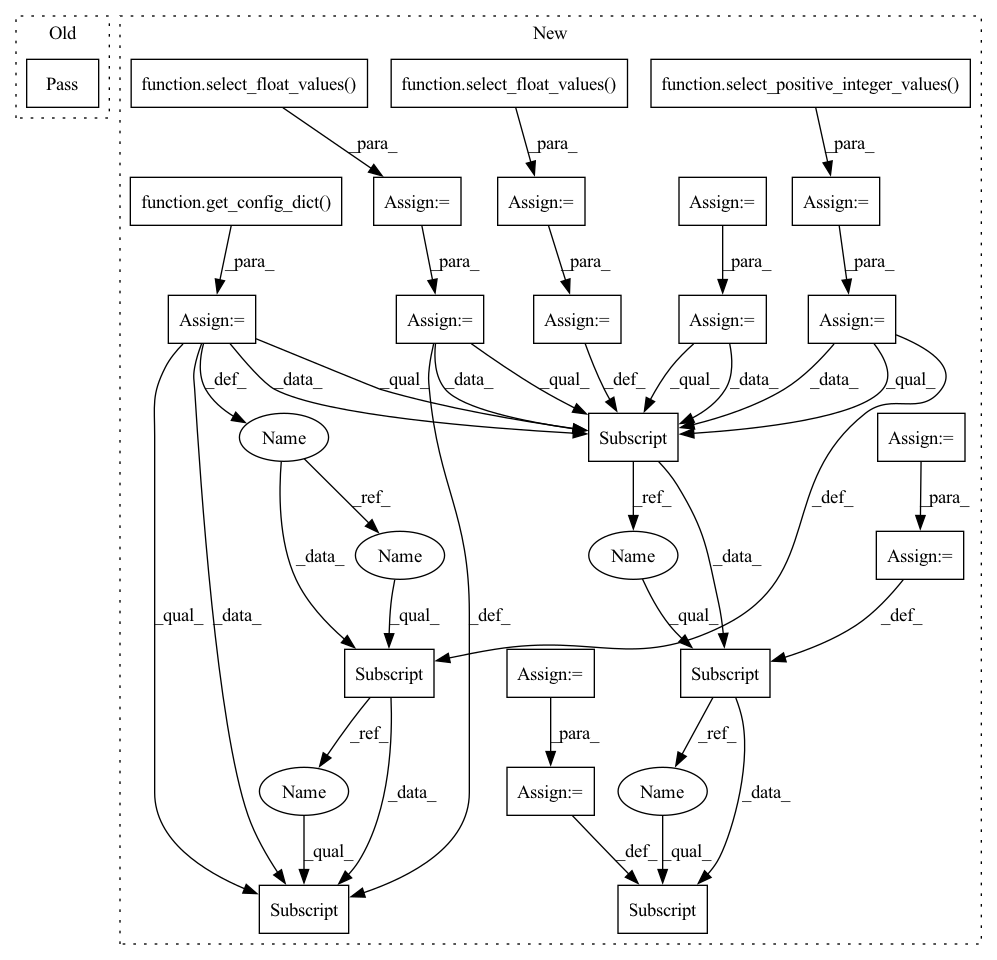 Old
New
Pass
function.select_float_values()
function.select_float_values()
function.select_positive_integer_values()
_para_
_para_
_para_
function.get_config_dict()
Assign:=
Assign:=
Assign:=
Assign:=
_para_
_para_
_para_
_para_
_para_
Assign:=
Assign:=
Assign:=
Assign:=
Assign:=
_def_
_data_
_qual_
_data_
_qual_
_def_
_qual_
_data_
_data_
_qual_
Name
Subscript
Assign:=
_ref_
_ref_
_def_
_para_
_data_
Name
Name
_data_
Assign:=
_qual_
_data_
_qual_
_def_
_qual_
_def_
Subscript
Assign:=
Subscript
_ref_
_para_
_ref_
Name
_data_
Assign:=
Name
_data_
_qual_
_def_
_qual_
Subscript
Subscript